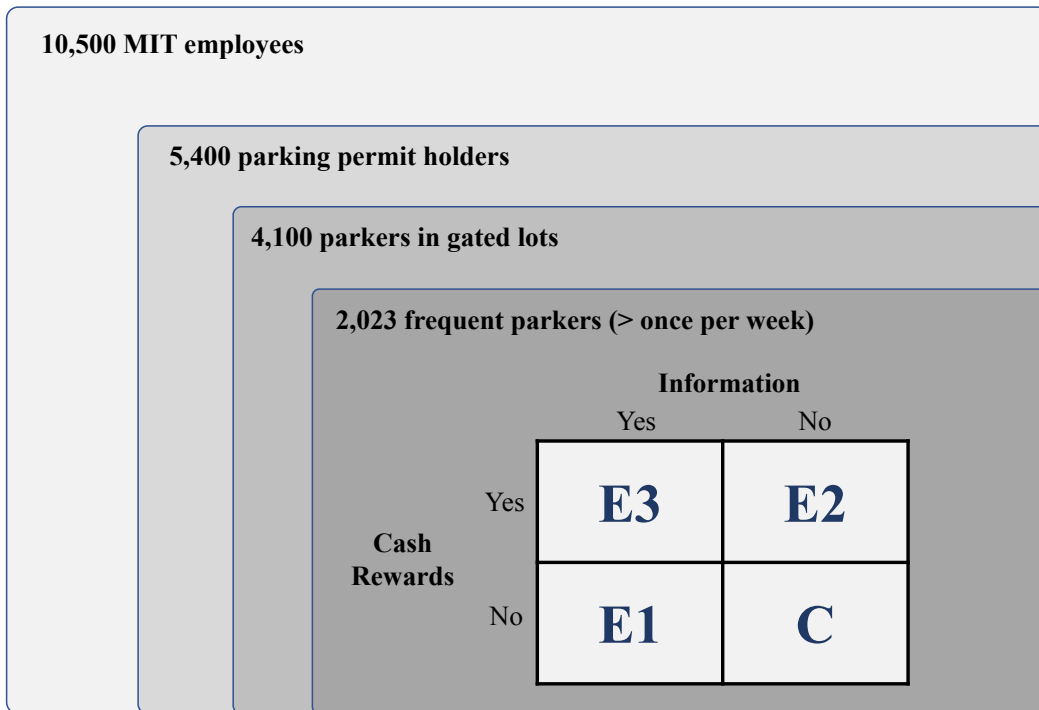 10,500 MIT employees
5,400 parking permit holders
4,100 parkers in gated lots
2,023 frequent parkers (> once per week)
Information
Yes No
Yes E3 E2
Cash
Rewards
No E1 C